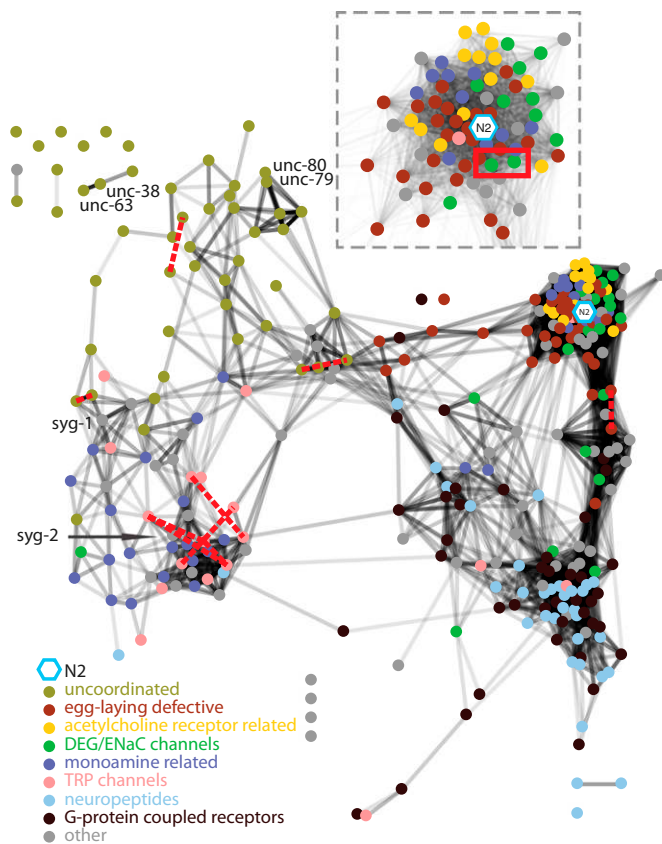 N2
unc-80
unc-79
unc-38
unc-63
N2
syg-1
syg-2
N2
uncoordinated
egg-laying defective
acetylcholine receptor related
DEG/ENaC channels
monoamine related
TRP channels
neuropeptides
G-protein coupled receptors
other